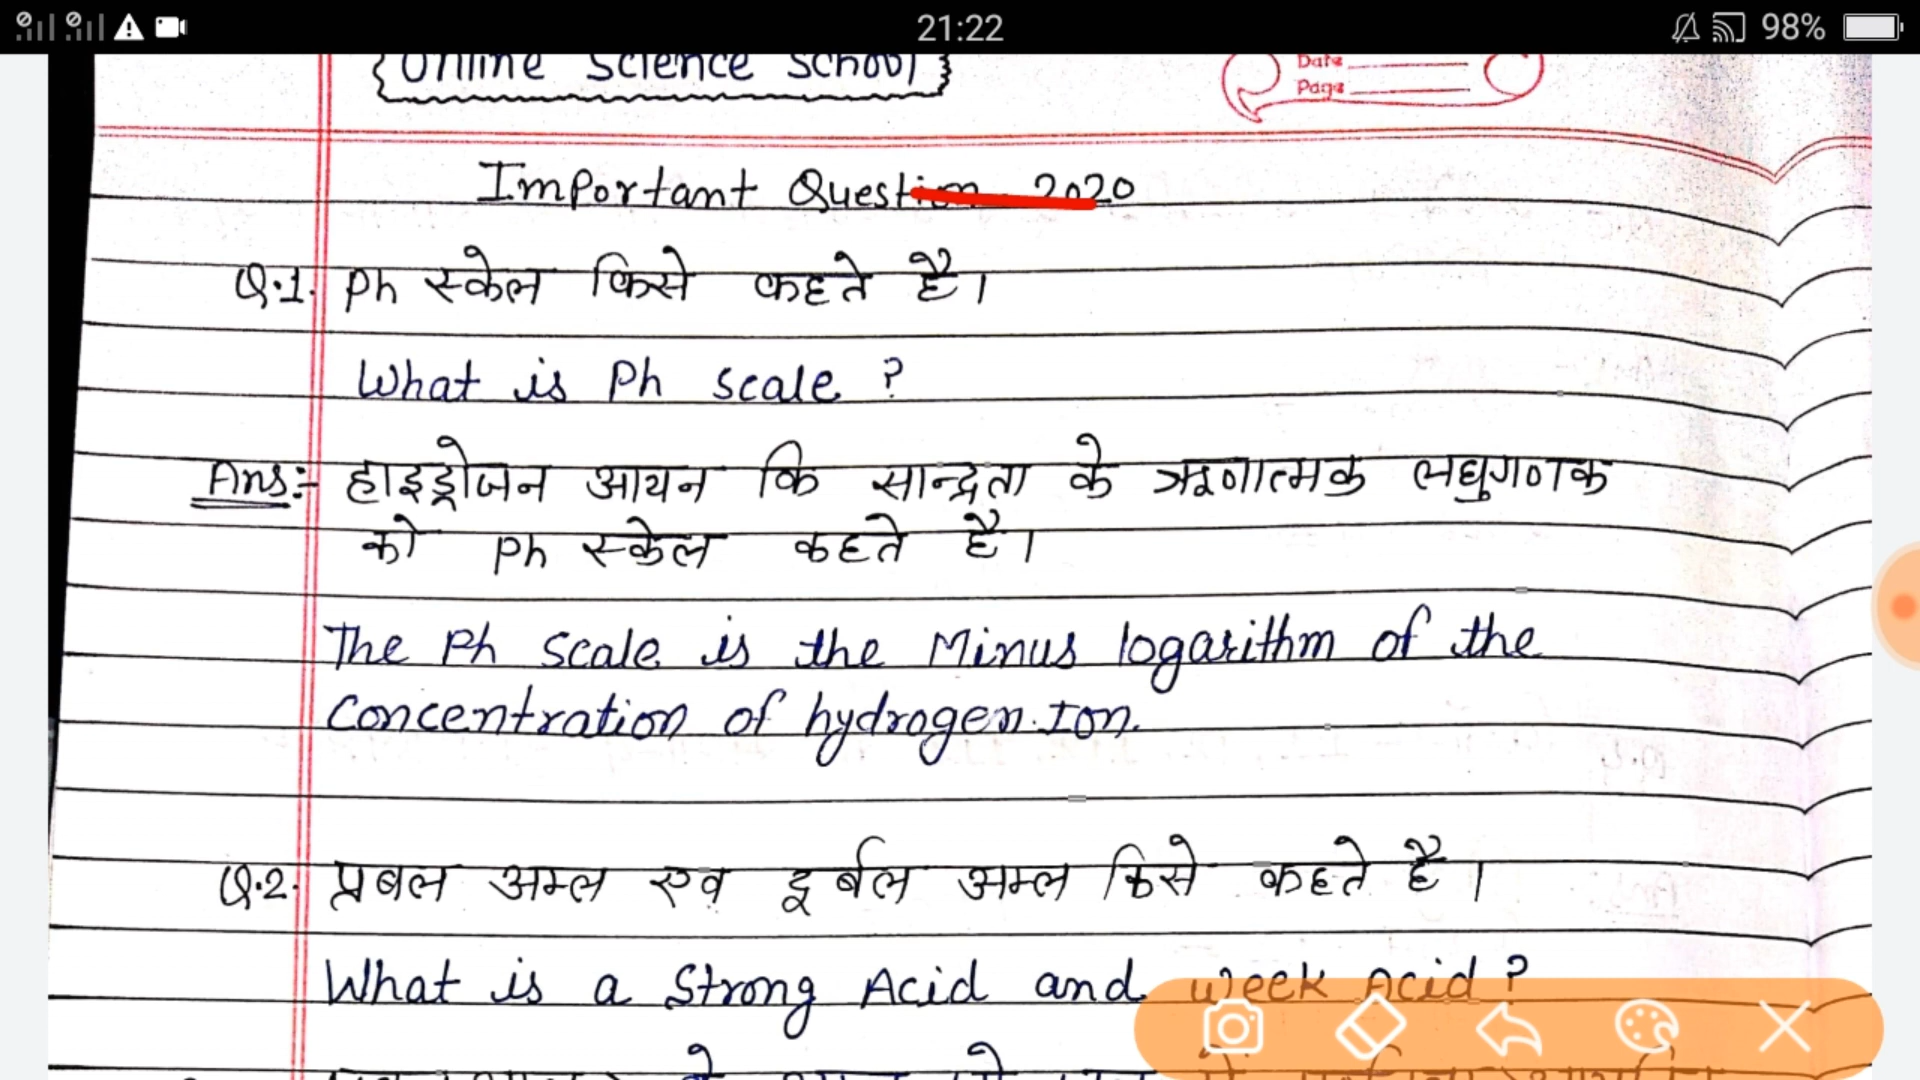 21:22
98%
Online Science School
Date
Page
Important Question 2020
Q.1. Ph स्केल किसे कहते है।
What is Ph scale ?
Ans:- हाइड्रोजन आयन कि सान्द्रता के ऋणात्मक लघुगणक
को Ph स्केल कहते है।
The Ph Scale is the Minus logarithm of the
Concentration of hydrogen Ion.
Q.2. प्रबल अम्ल एव दूर्बल अम्ल किसे कहते है।
What is a Strong Acid and week Acid ?